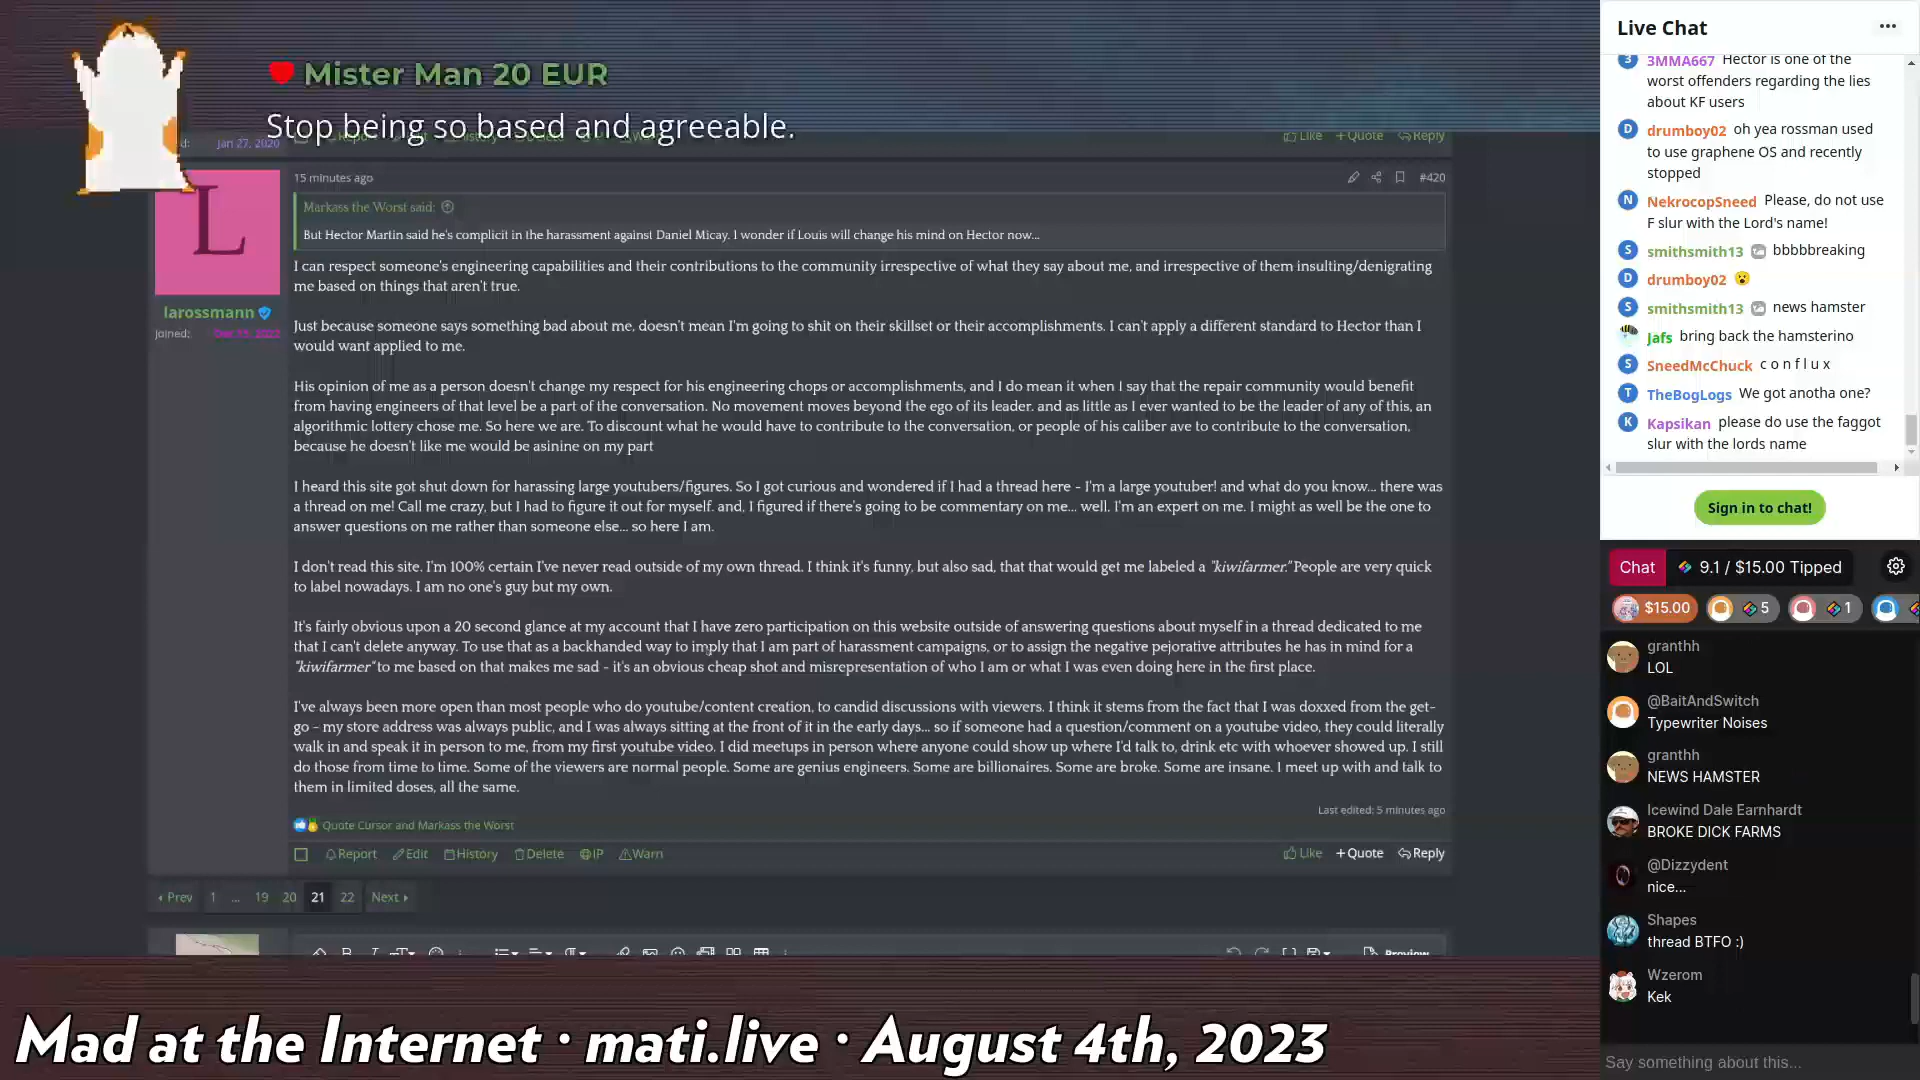 Mister Man 20 EUR
Stop being so based and agreeable.
Jan 27, 2020
Like + Quote Reply
15 minutes ago
#420
L
larossmann
Joined:
Dec 15, 2022
Markass the Worst said:
But Hector Martin said he's complicit in the harassment against Daniel Micay. I wonder if Louis will change his mind on Hector now...
I can respect someone's engineering capabilities and their contributions to the community irrespective of what they say about me, and irrespective of them insulting/denigrating
me based on things that aren't true.
Just because someone says something bad about me, doesn't mean I'm going to shit on their skillset or their accomplishments. I can't apply a different standard to Hector than I
would want applied to me.
His opinion of me as a person doesn't change my respect for his engineering chops or accomplishments, and I do mean it when I say that the repair community would benefit
from having engineers of that level be a part of the conversation. No movement moves beyond the ego of its leader. and as little as I ever wanted to be the leader of any of this, an
algorithmic lottery chose me. So here we are. To discount what he would have to contribute to the conversation, or people of his caliber ave to contribute to the conversation,
because he doesn't like me would be asinine on my part
I heard this site got shut down for harassing large youtubers/figures. So I got curious and wondered if I had a thread here - I'm a large youtuber! and what do you know... there was
a thread on me! Call me crazy, but I had to figure it out for myself. and, I figured if there's going to be commentary on me... well, I'm an expert on me. I might as well be the one to
answer questions on me rather than someone else... so here I am.
I don't read this site. I'm 100% certain I've never read outside of my own thread. I think it's funny, but also sad, that that would get me labeled a "kiwifarmer." People are very quick
to label nowadays. I am no one's guy but my own.
It's fairly obvious upon a 20 second glance at my account that I have zero participation on this website outside of answering questions about myself in a thread dedicated to me
that I can't delete anyway. To use that as a backhanded way to imply that I am part of harassment campaigns, or to assign the negative pejorative attributes he has in mind for a
"kiwifarmer" to me based on that makes me sad - it's an obvious cheap shot and misrepresentation of who I am or what I was even doing here in the first place.
I've always been more open than most people who do youtube/content creation, to candid discussions with viewers. I think it stems from the fact that I was doxxed from the get-
go - my store address was always public, and I was always sitting at the front of it in the early days... so if someone had a question/comment on a youtube video, they could literally
walk in and speak it in person to me, from my first youtube video. I did meetups in person where anyone could show up where I'd talk to, drink etc with whoever showed up. I still
do those from time to time. Some of the viewers are normal people. Some are genius engineers. Some are billionaires. Some are broke. Some are insane. I meet up with and talk to
them in limited doses, all the same.
Last edited: 5 minutes ago
Quote Cursor and Markass the Worst
Report Edit History Delete IP Warn
Like + Quote Reply
Prev 1 ... 19 20 21 22 Next
Preview
Mad at the Internet · mati.live · August 4th, 2023
Live Chat
3MMA667 Hector is one of the
worst offenders regarding the lies
about KF users
drumboy02 oh yea rossman used
to use graphene OS and recently
stopped
NekrocopSneed Please, do not use
F slur with the Lord's name!
smithsmith13 bbbbbreaking
drumboy02 😮
smithsmith13 news hamster
Jafs bring back the hamsterino
SneedMcChuck c o n f l u x
TheBogLogs We got anotha one?
Kapsikan please do use the faggot
slur with the lords name
Sign in to chat!
Chat 9.1 / $15.00 Tipped
$15.00 5 1
granthh
LOL
@BaitAndSwitch
Typewriter Noises
granthh
NEWS HAMSTER
Icewind Dale Earnhardt
BROKE DICK FARMS
@Dizzydent
nice...
Shapes
thread BTFO :)
Wzerom
Kek
Say something about this...